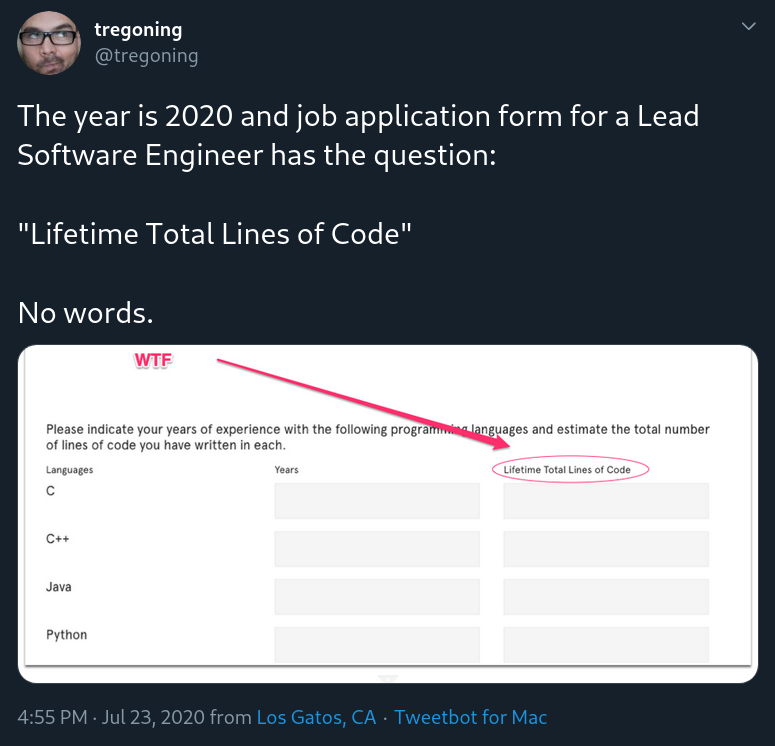 tregoning
@tregoning
The year is 2020 and job application form for a Lead
Software Engineer has the question:
"Lifetime Total Lines of Code"
No words.
WTF
Please indicate your years of experience with the following programming languages and estimate the total number
of lines of code you have written in each.
Languages Years Lifetime Total Lines of Code
C
C++
Java
Python
4:55 PM · Jul 23, 2020 from Los Gatos, CA · Tweetbot for Mac